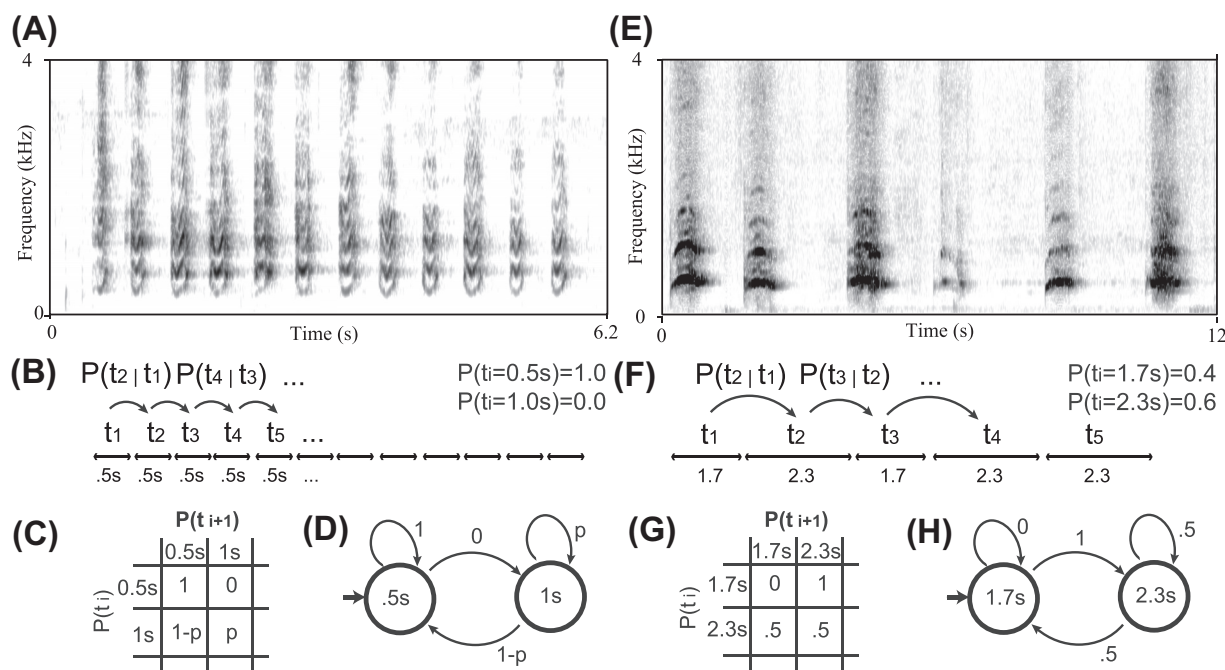 (A)
4
Frequency (kHz)
0
0
Time (s)
6.2
(B)
P(t2 | t1) P(t4 | t3) ...
P(ti=0.5s)=1.0
P(ti=1.0s)=0.0
t1 t2 t3 t4 t5 ...
.5s .5s .5s .5s .5s ...
(C)
P(t i+1)
0.5s 1s
P(t i)
0.5s 1 0
1s 1-p p
(D)
1 0 p
.5s 1s
1-p
(E)
4
Frequency (kHz)
0
0
Time (s)
12
(F)
P(t2 | t1) P(t3 | t2) ...
P(ti=1.7s)=0.4
P(ti=2.3s)=0.6
t1 t2 t3 t4 t5
1.7 2.3 1.7 2.3 2.3
(G)
P(t i+1)
1.7s 2.3s
P(t i)
1.7s 0 1
2.3s .5 .5
(H)
0 1 .5
1.7s 2.3s
.5